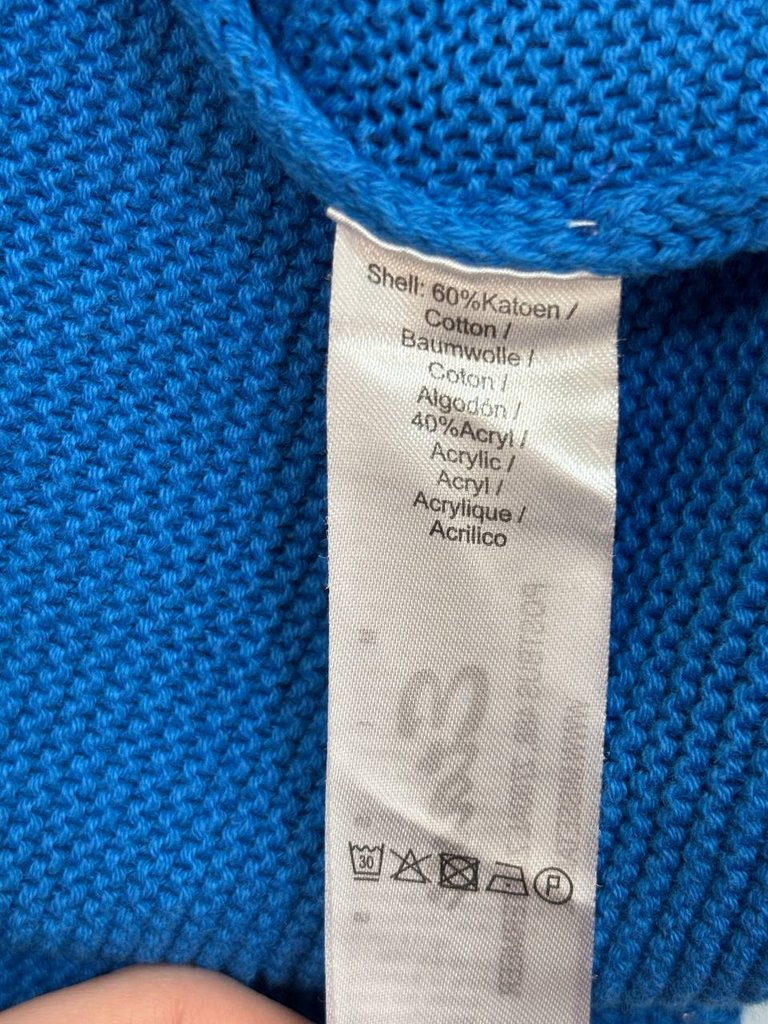 Shell: 60%Katoen /
Cotton /
Baumwolle /
Coton /
Algodón /
40%Acryl /
Acrylic /
Acryl /
Acrylique /
Acrilico
30
P